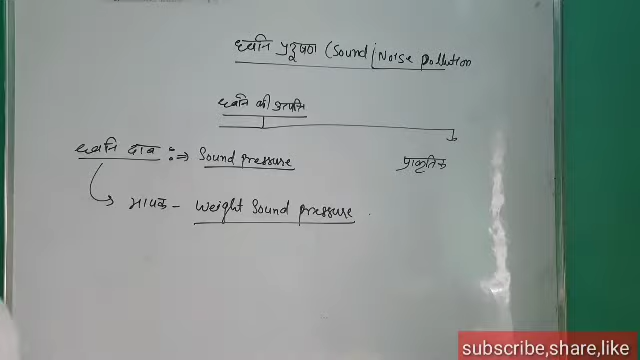 ध्वनि प्रदूषण (Sound / Noise pollution
ध्वनि की उत्पत्ति
ध्वनि दाब :⇒ Sound pressure
प्राकृतिक
मापक - Weight Sound pressure .
subscribe,share,like